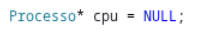 Processo* cpu = NULL;